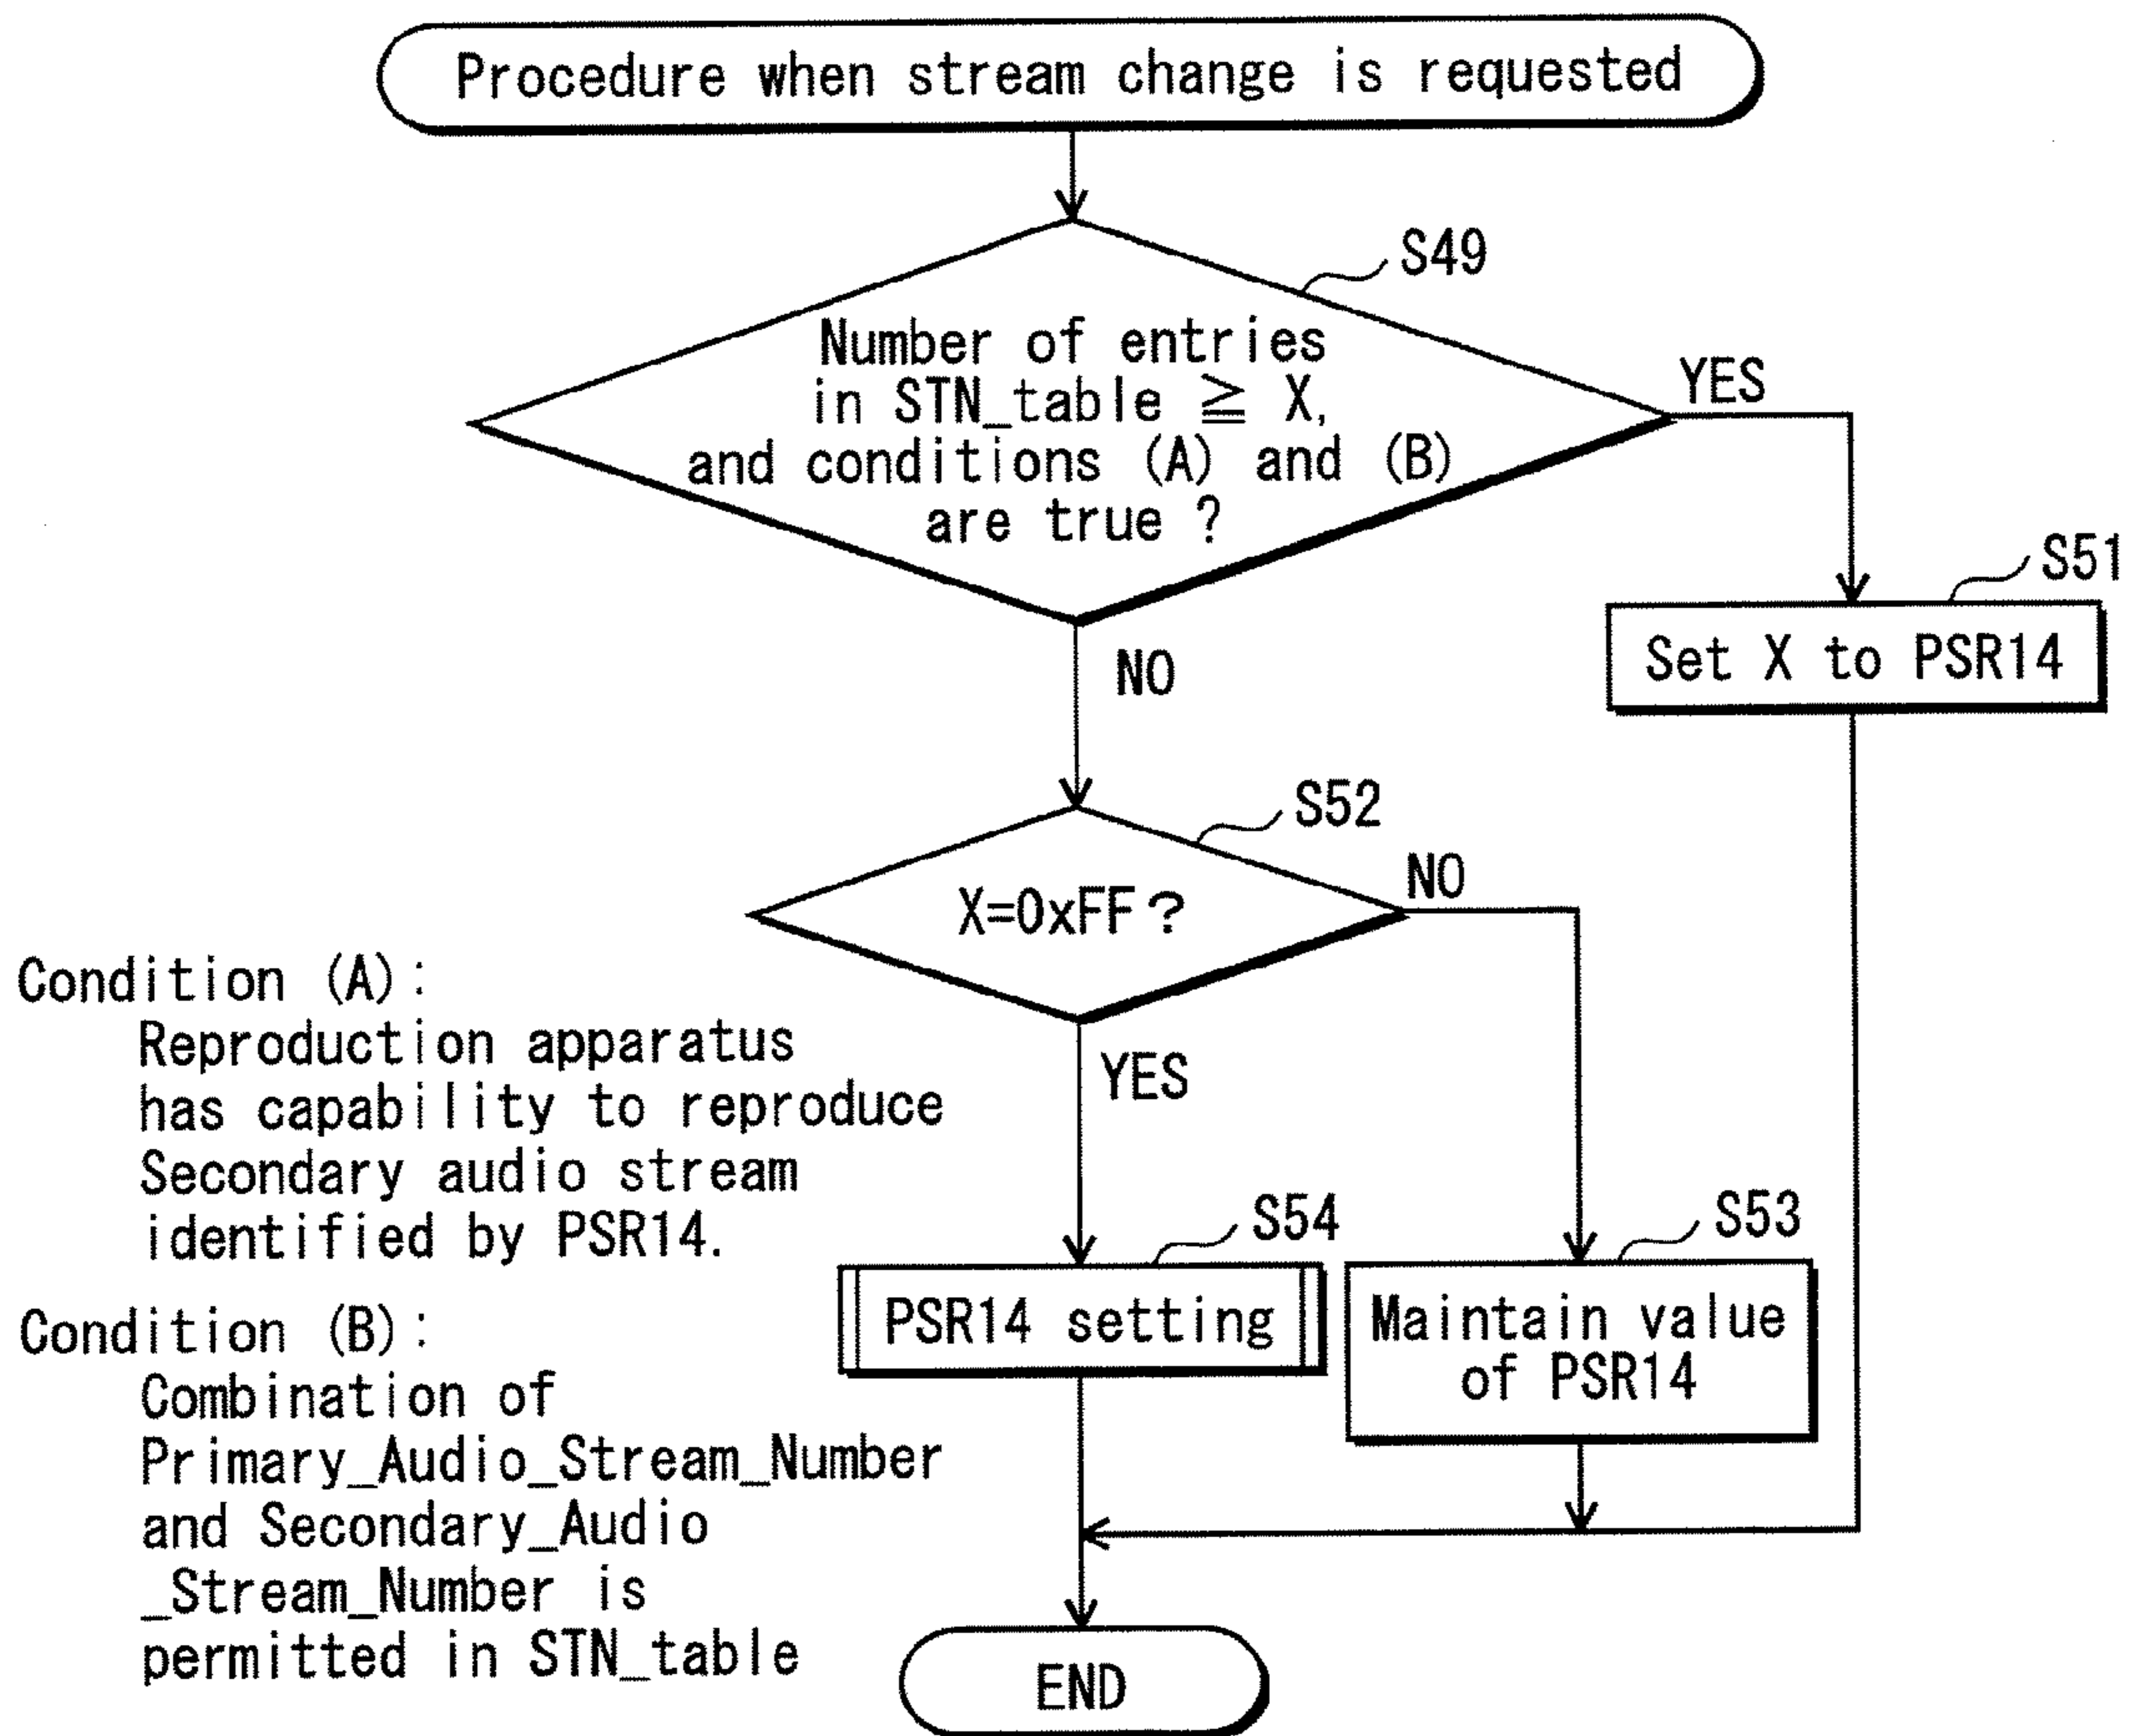 Procedure when stream change is requested
S49
Number of entries
in STN_table ≧ X,
and conditions (A) and (B)
are true ?
YES
S51
Set X to PSR14
NO
S52
X=0xFF?
NO
YES
Condition (A):
Reproduction apparatus
has capability to reproduce
Secondary audio stream
identified by PSR14.
S54
PSR14 setting
S53
Maintain value
of PSR14
Condition (B):
Combination of
Primary_Audio_Stream_Number
and Secondary_Audio
_Stream_Number is
permitted in STN_table
END